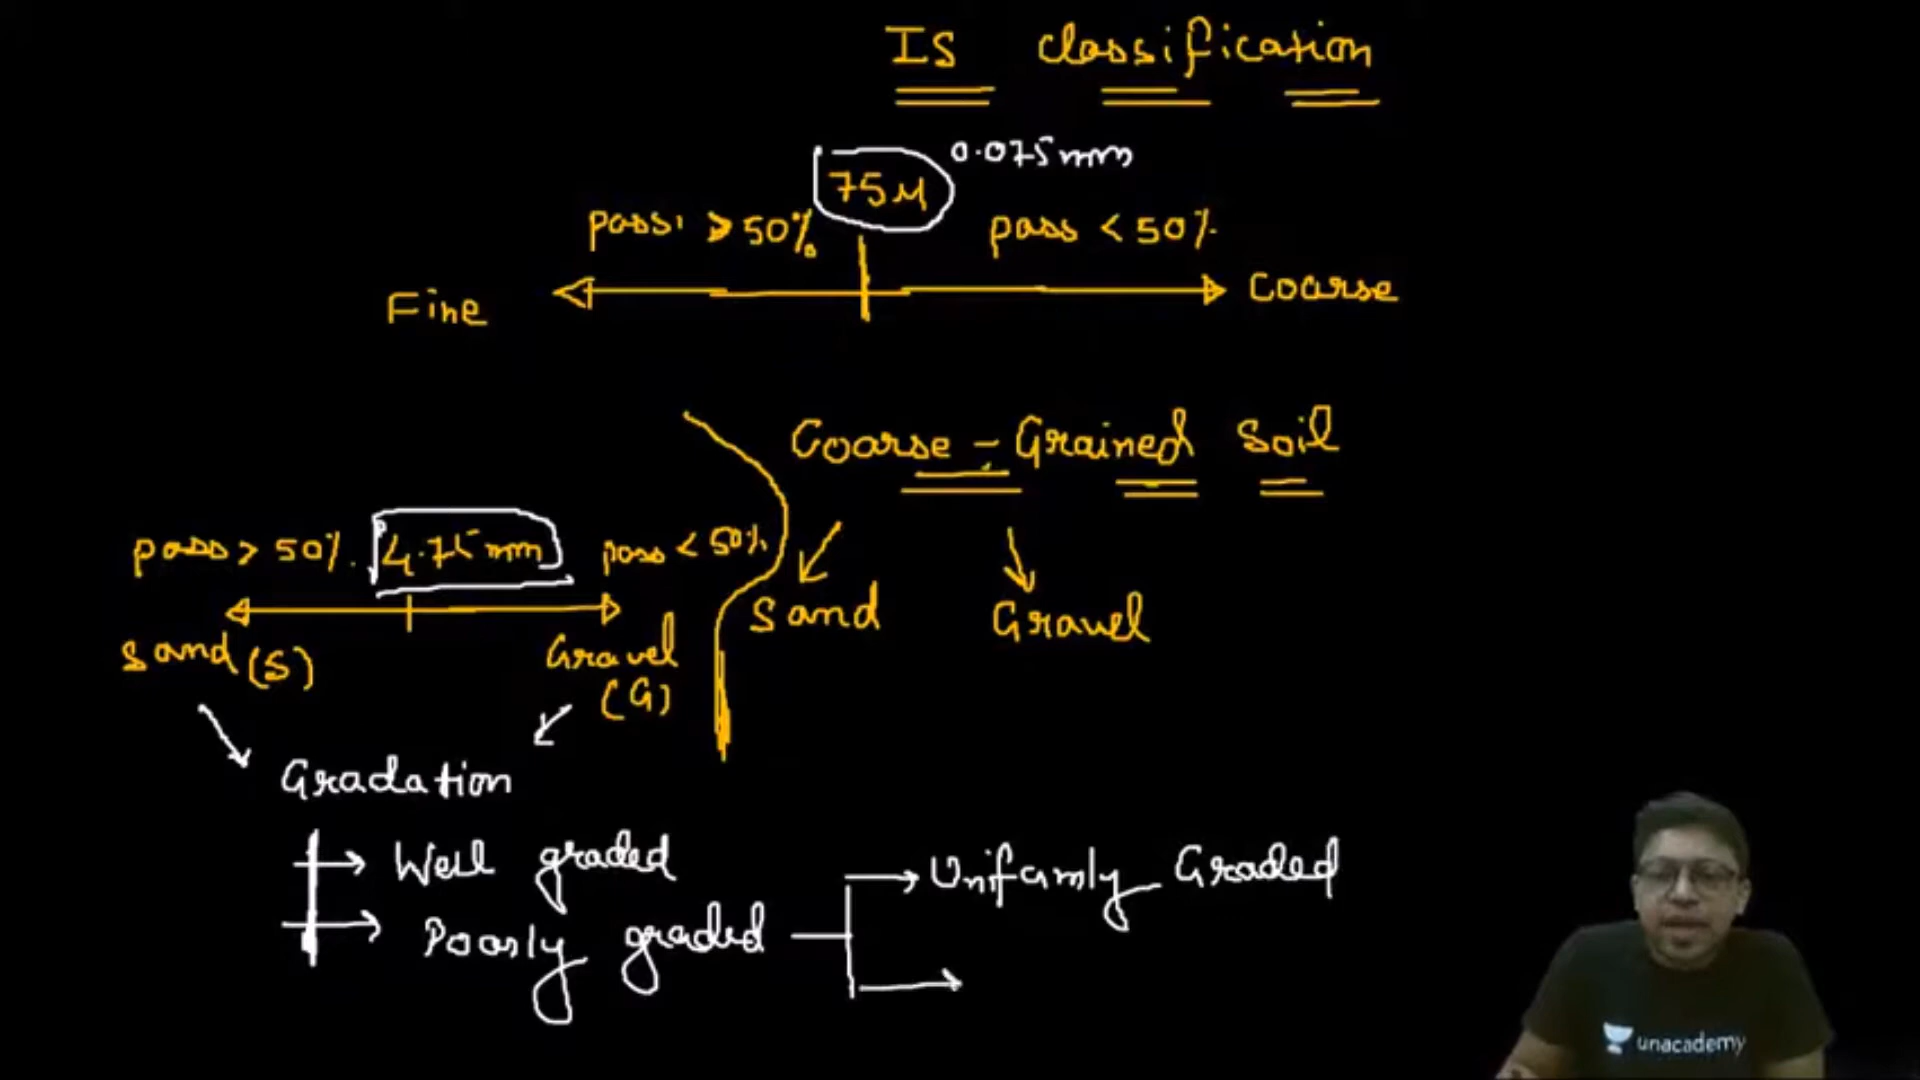 IS classification
0.075mm
75μ
passi > 50%
pass < 50%
Fine
Coarse
Coarse - Grained Soil
pass > 50%.
4.75 mm
pass < 50%
Sand
Gravel
Sand (S)
Gravel
(G)
Gradation
Well graded
Poorly graded
Uniformly Graded
unacademy